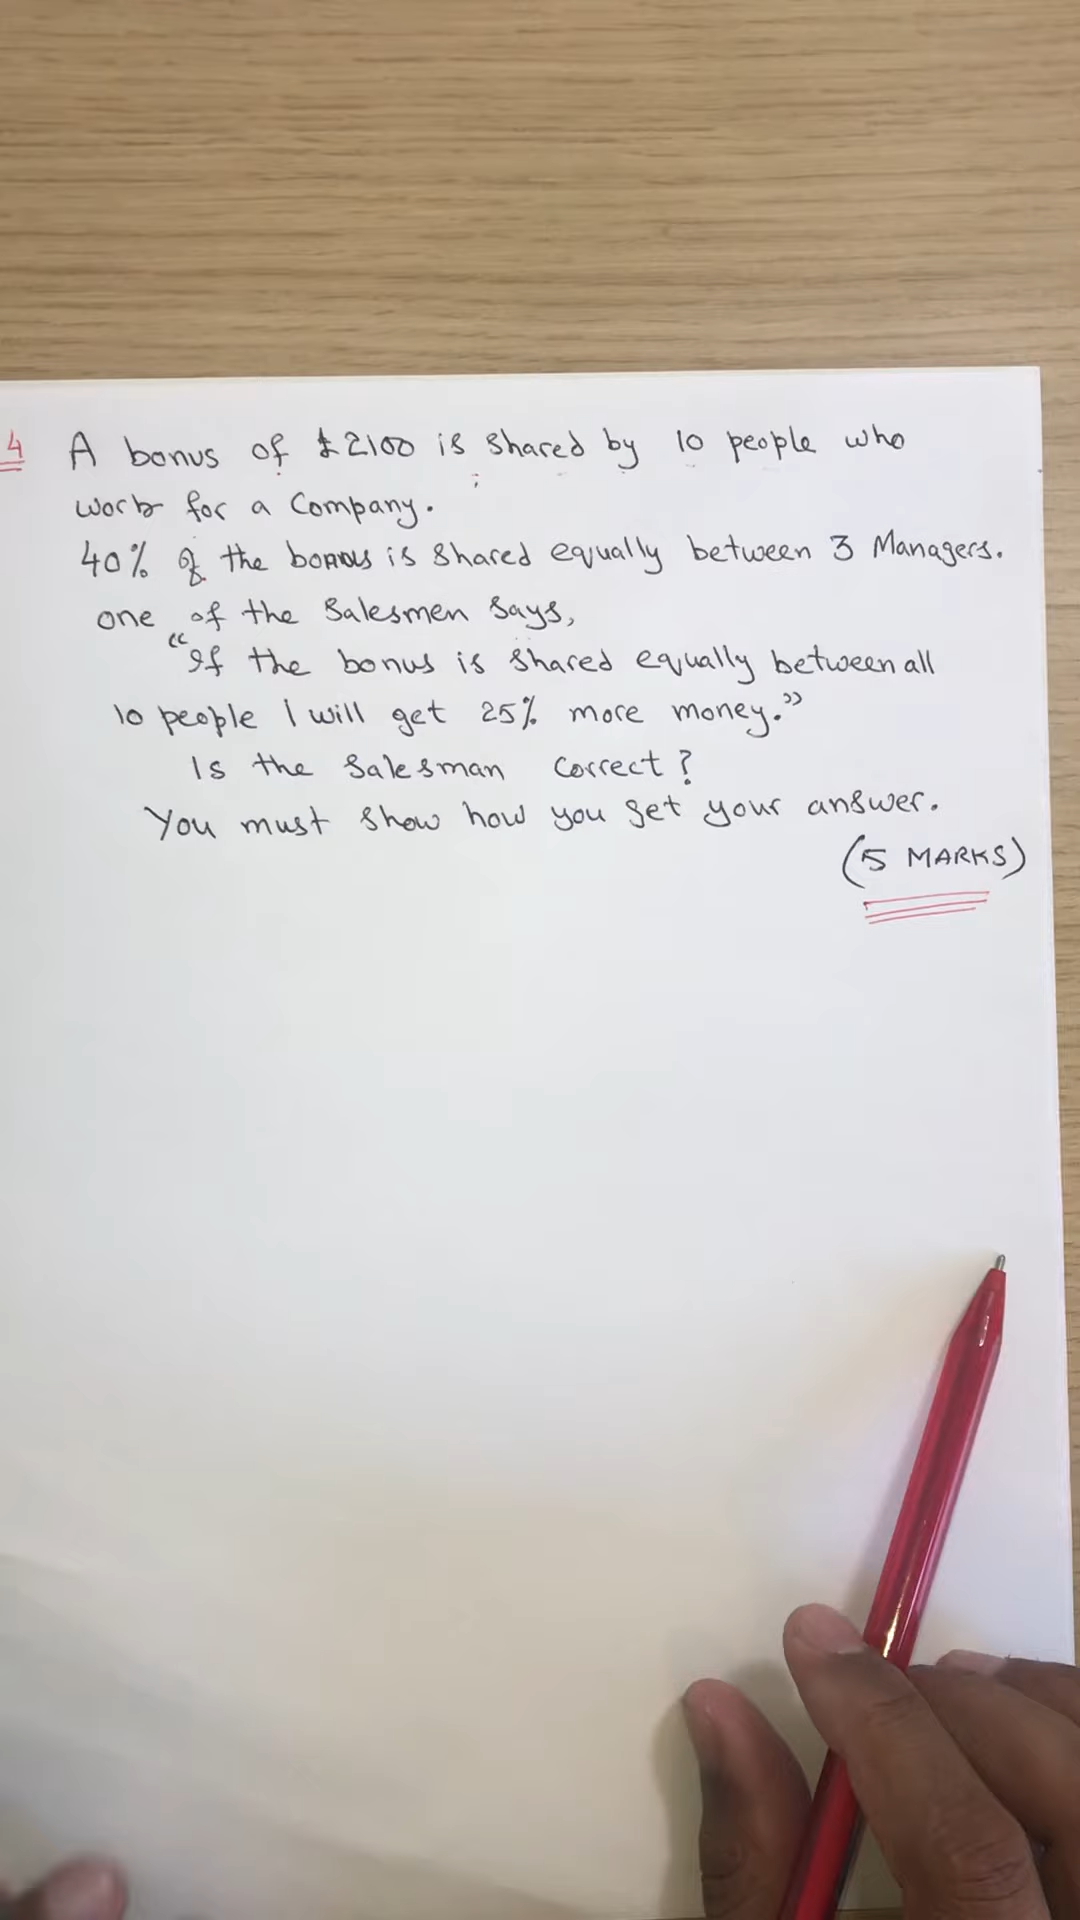 4 A bonus of £2100 is shared by 10 people who
work for a Company.
40% of the bonus is shared equally between 3 Managers.
one of the salesmen says,
"If the bonus is shared equally between all
10 people I will get 25% more money."
Is the salesman correct?
You must show how you get your answer.
(5 MARKS)